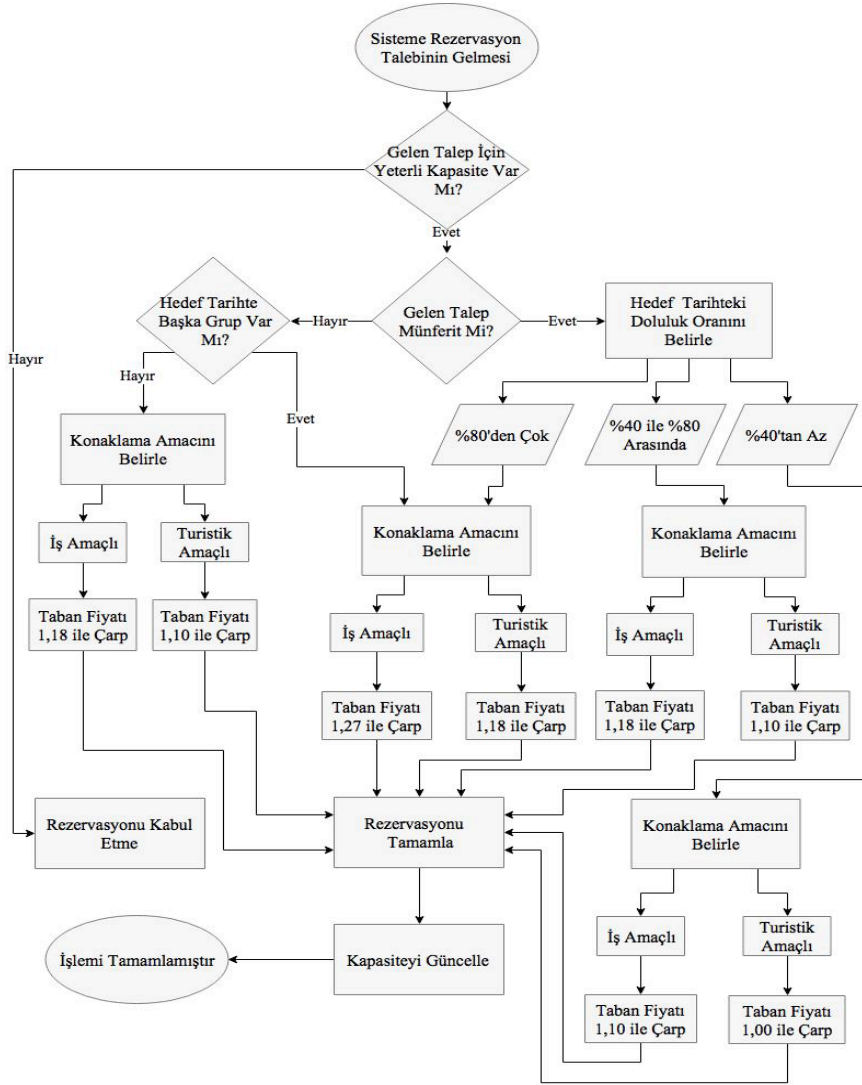 Sisteme Rezervasyon
Talebinin Gelmesi
Gelen Talep İçin
Yeterli Kapasite Var
Mı?
Evet
Hedef Tarihte
Başka Grup Var
Mı?
Hayır
Gelen Talep
Münferit Mi?
Evet
Hedef Tarihteki
Doluluk Oranını
Belirle
Hayır
Hayır
Evet
%80'den Çok
%40 ile %80
Arasında
%40'tan Az
Konaklama Amacını
Belirle
Konaklama Amacını
Belirle
Konaklama Amacını
Belirle
İş Amaçlı
Turistik
Amaçlı
Taban Fiyatı
1,18 ile Çarp
Taban Fiyatı
1,10 ile Çarp
İş Amaçlı
Turistik
Amaçlı
İş Amaçlı
Turistik
Amaçlı
Taban Fiyatı
1,27 ile Çarp
Taban Fiyatı
1,18 ile Çarp
Taban Fiyatı
1,18 ile Çarp
Taban Fiyatı
1,10 ile Çarp
Rezervasyonu Kabul
Etme
Rezervasyonu
Tamamla
Konaklama Amacını
Belirle
İş Amaçlı
Turistik
Amaçlı
İşlemi Tamamlamıştır
Kapasiteyi Güncelle
Taban Fiyatı
1,10 ile Çarp
Taban Fiyatı
1,00 ile Çarp